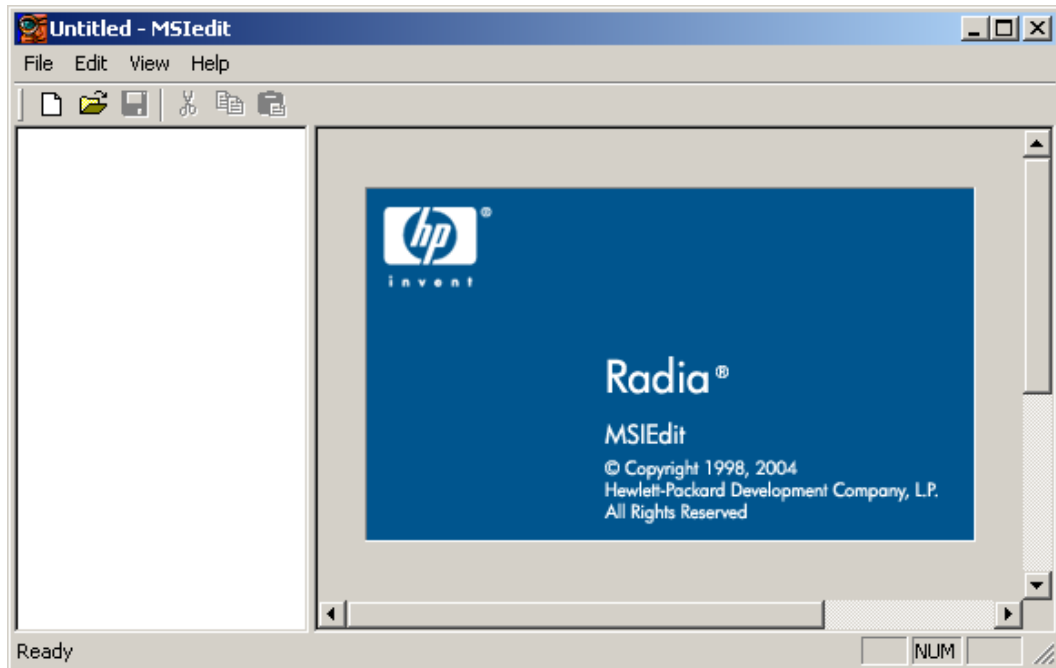 Untitled - MSIedit
File Edit View Help
hp ®
invent
Radia ®
MSIEdit
© Copyright 1998, 2004
Hewlett-Packard Development Company, L.P.
All Rights Reserved
Ready
NUM